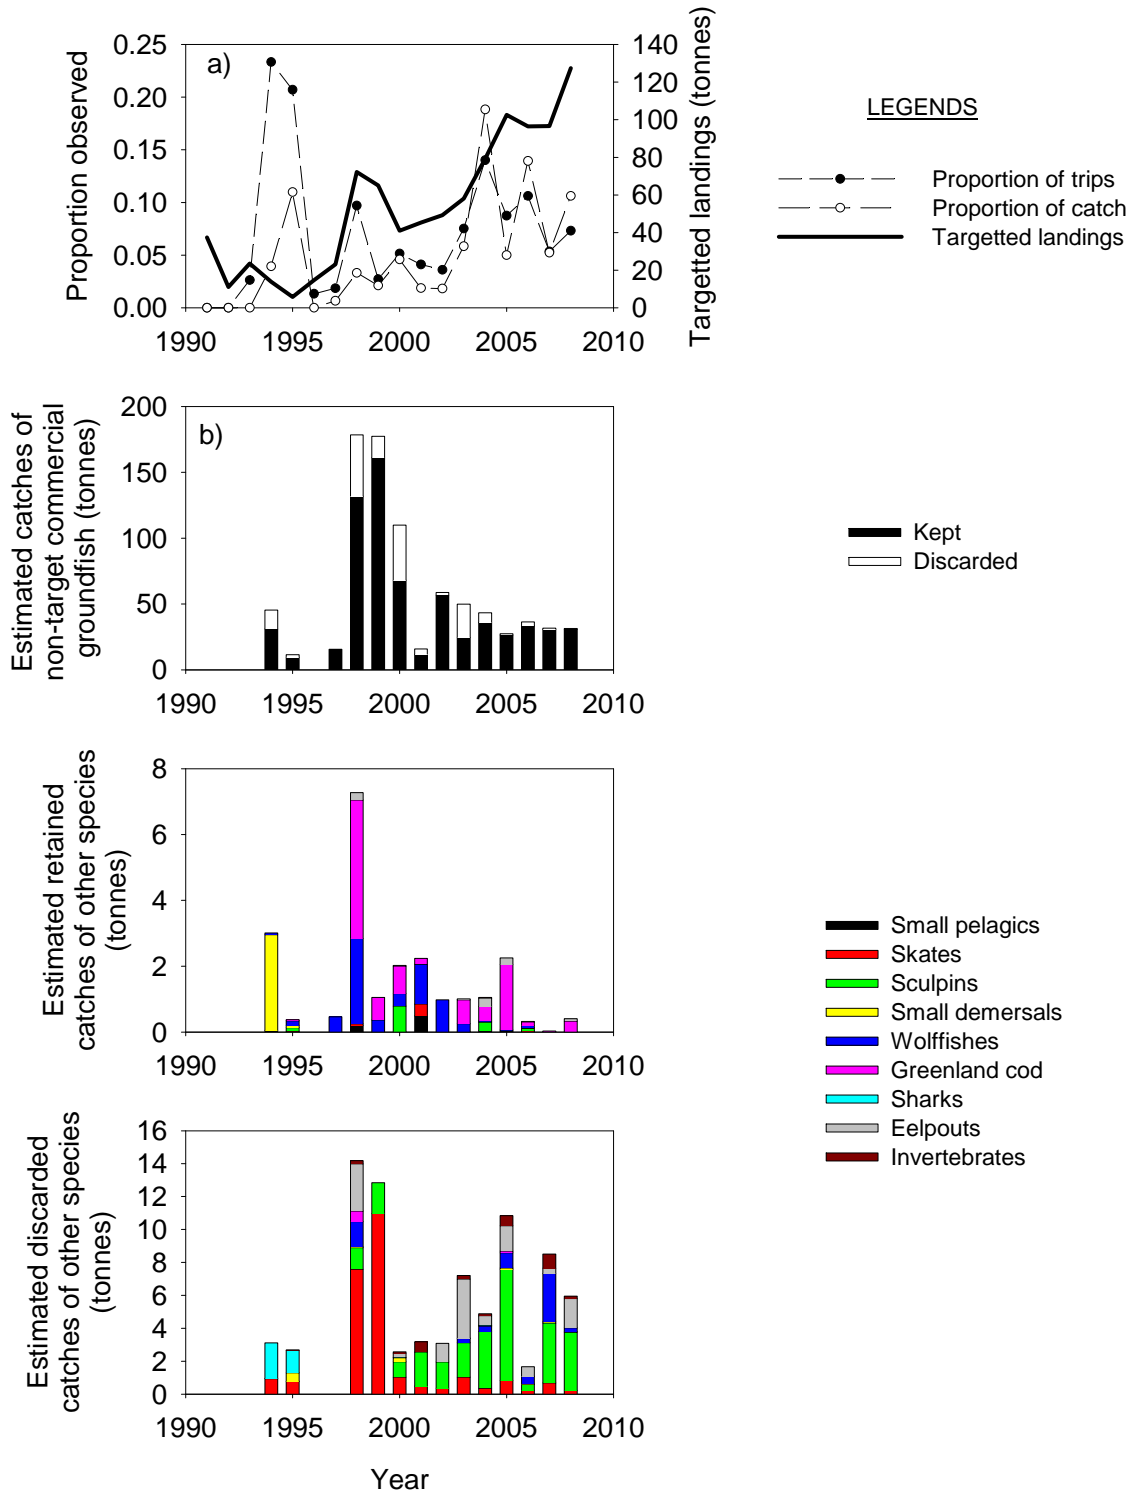 a)
Proportion observed
0.25
0.20
0.15
0.10
0.05
0.00
140
120
100
80
60
40
20
0
Targetted landings (tonnes)
1990 1995 2000 2005 2010
LEGENDS
Proportion of trips
Proportion of catch
Targetted landings
b)
Estimated catches of
non-target commercial
groundfish (tonnes)
200
150
100
50
0
1990 1995 2000 2005 2010
Kept
Discarded
Estimated retained
catches of other species
(tonnes)
8
6
4
2
0
1990 1995 2000 2005 2010
Small pelagics
Skates
Sculpins
Small demersals
Wolffishes
Greenland cod
Sharks
Eelpouts
Invertebrates
Estimated discarded
catches of other species
(tonnes)
16
14
12
10
8
6
4
2
0
1990 1995 2000 2005 2010
Year